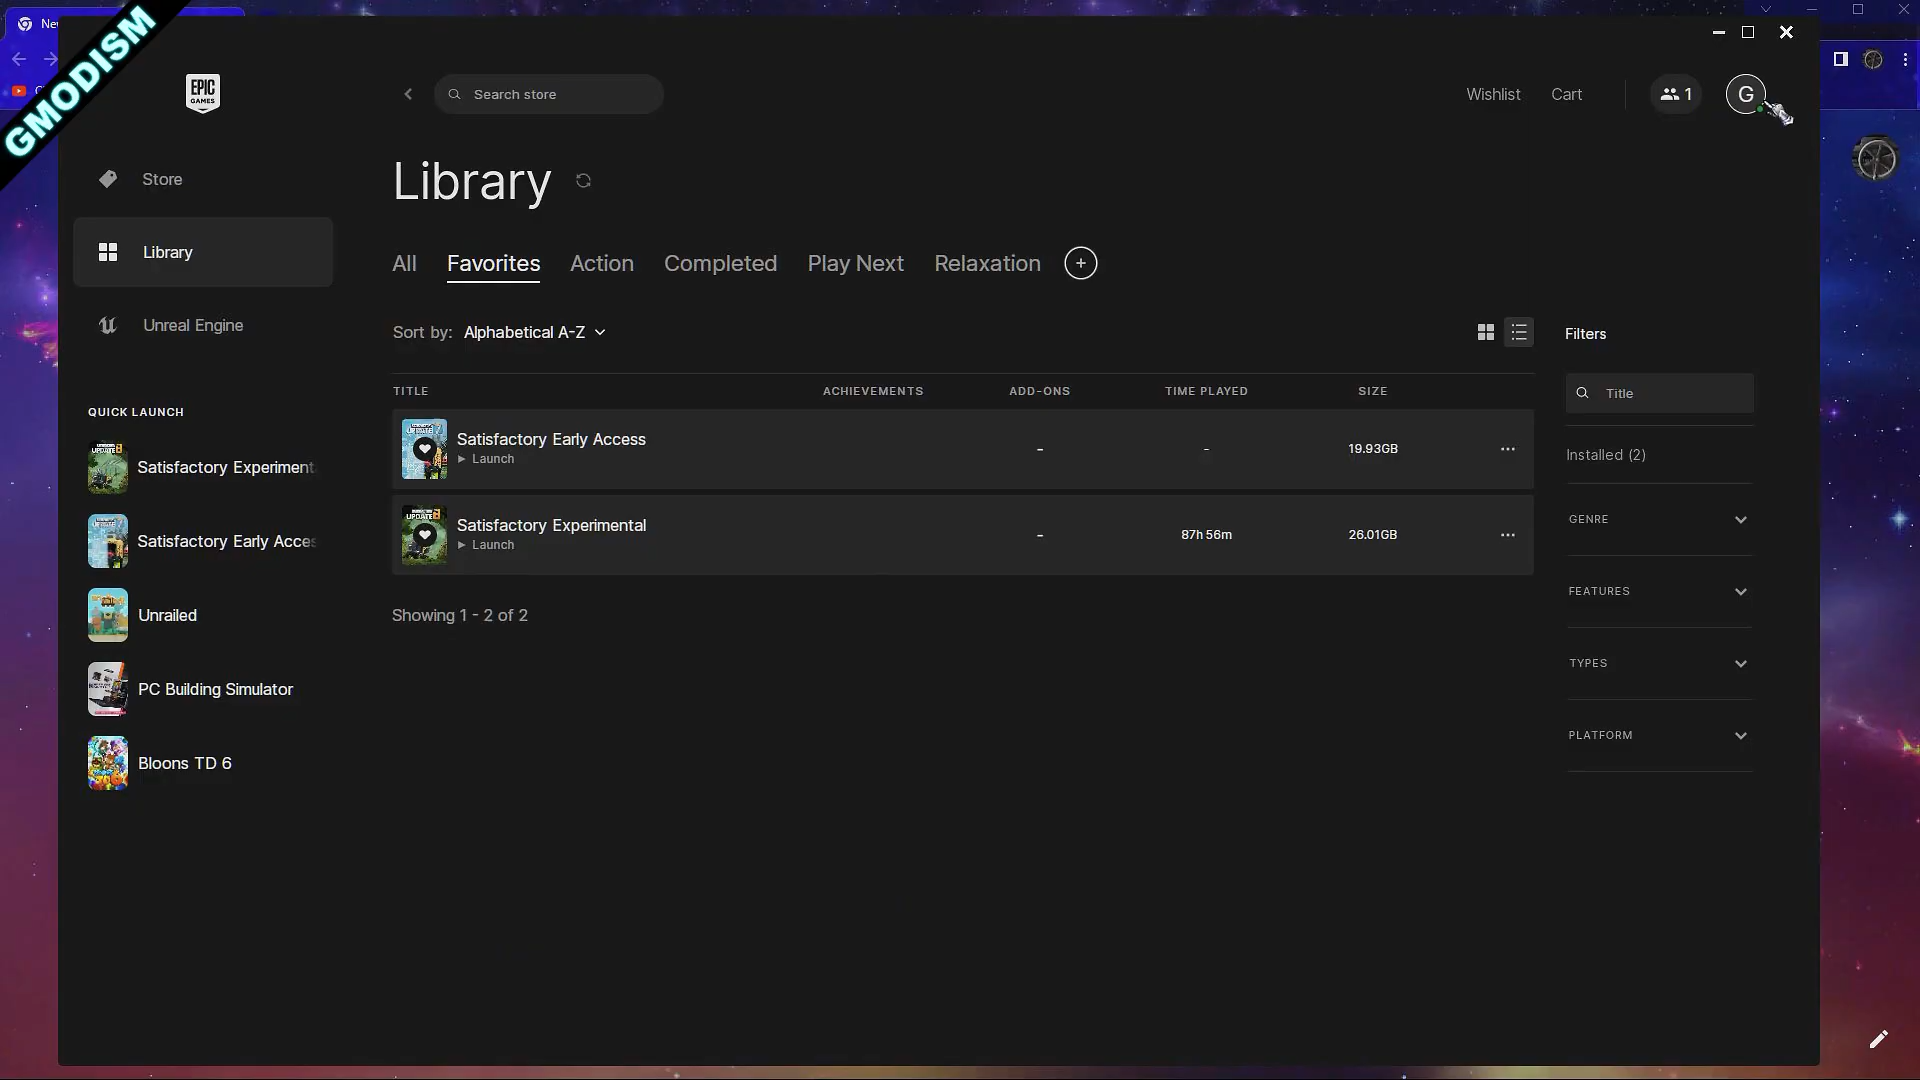 GMODISM
EPIC
GAMES
Search store
Wishlist
Cart
1
G
Store
Library
Unreal Engine
QUICK LAUNCH
Satisfactory Experiment
Satisfactory Early Acces
Unrailed
PC Building Simulator
Bloons TD 6
Library
All
Favorites
Action
Completed
Play Next
Relaxation
Sort by: Alphabetical A-Z
TITLE
ACHIEVEMENTS
ADD-ONS
TIME PLAYED
SIZE
Satisfactory Early Access
Launch
-
-
19.93GB
Satisfactory Experimental
Launch
-
87h 56m
26.01GB
Showing 1 - 2 of 2
Filters
Title
Installed (2)
GENRE
FEATURES
TYPES
PLATFORM